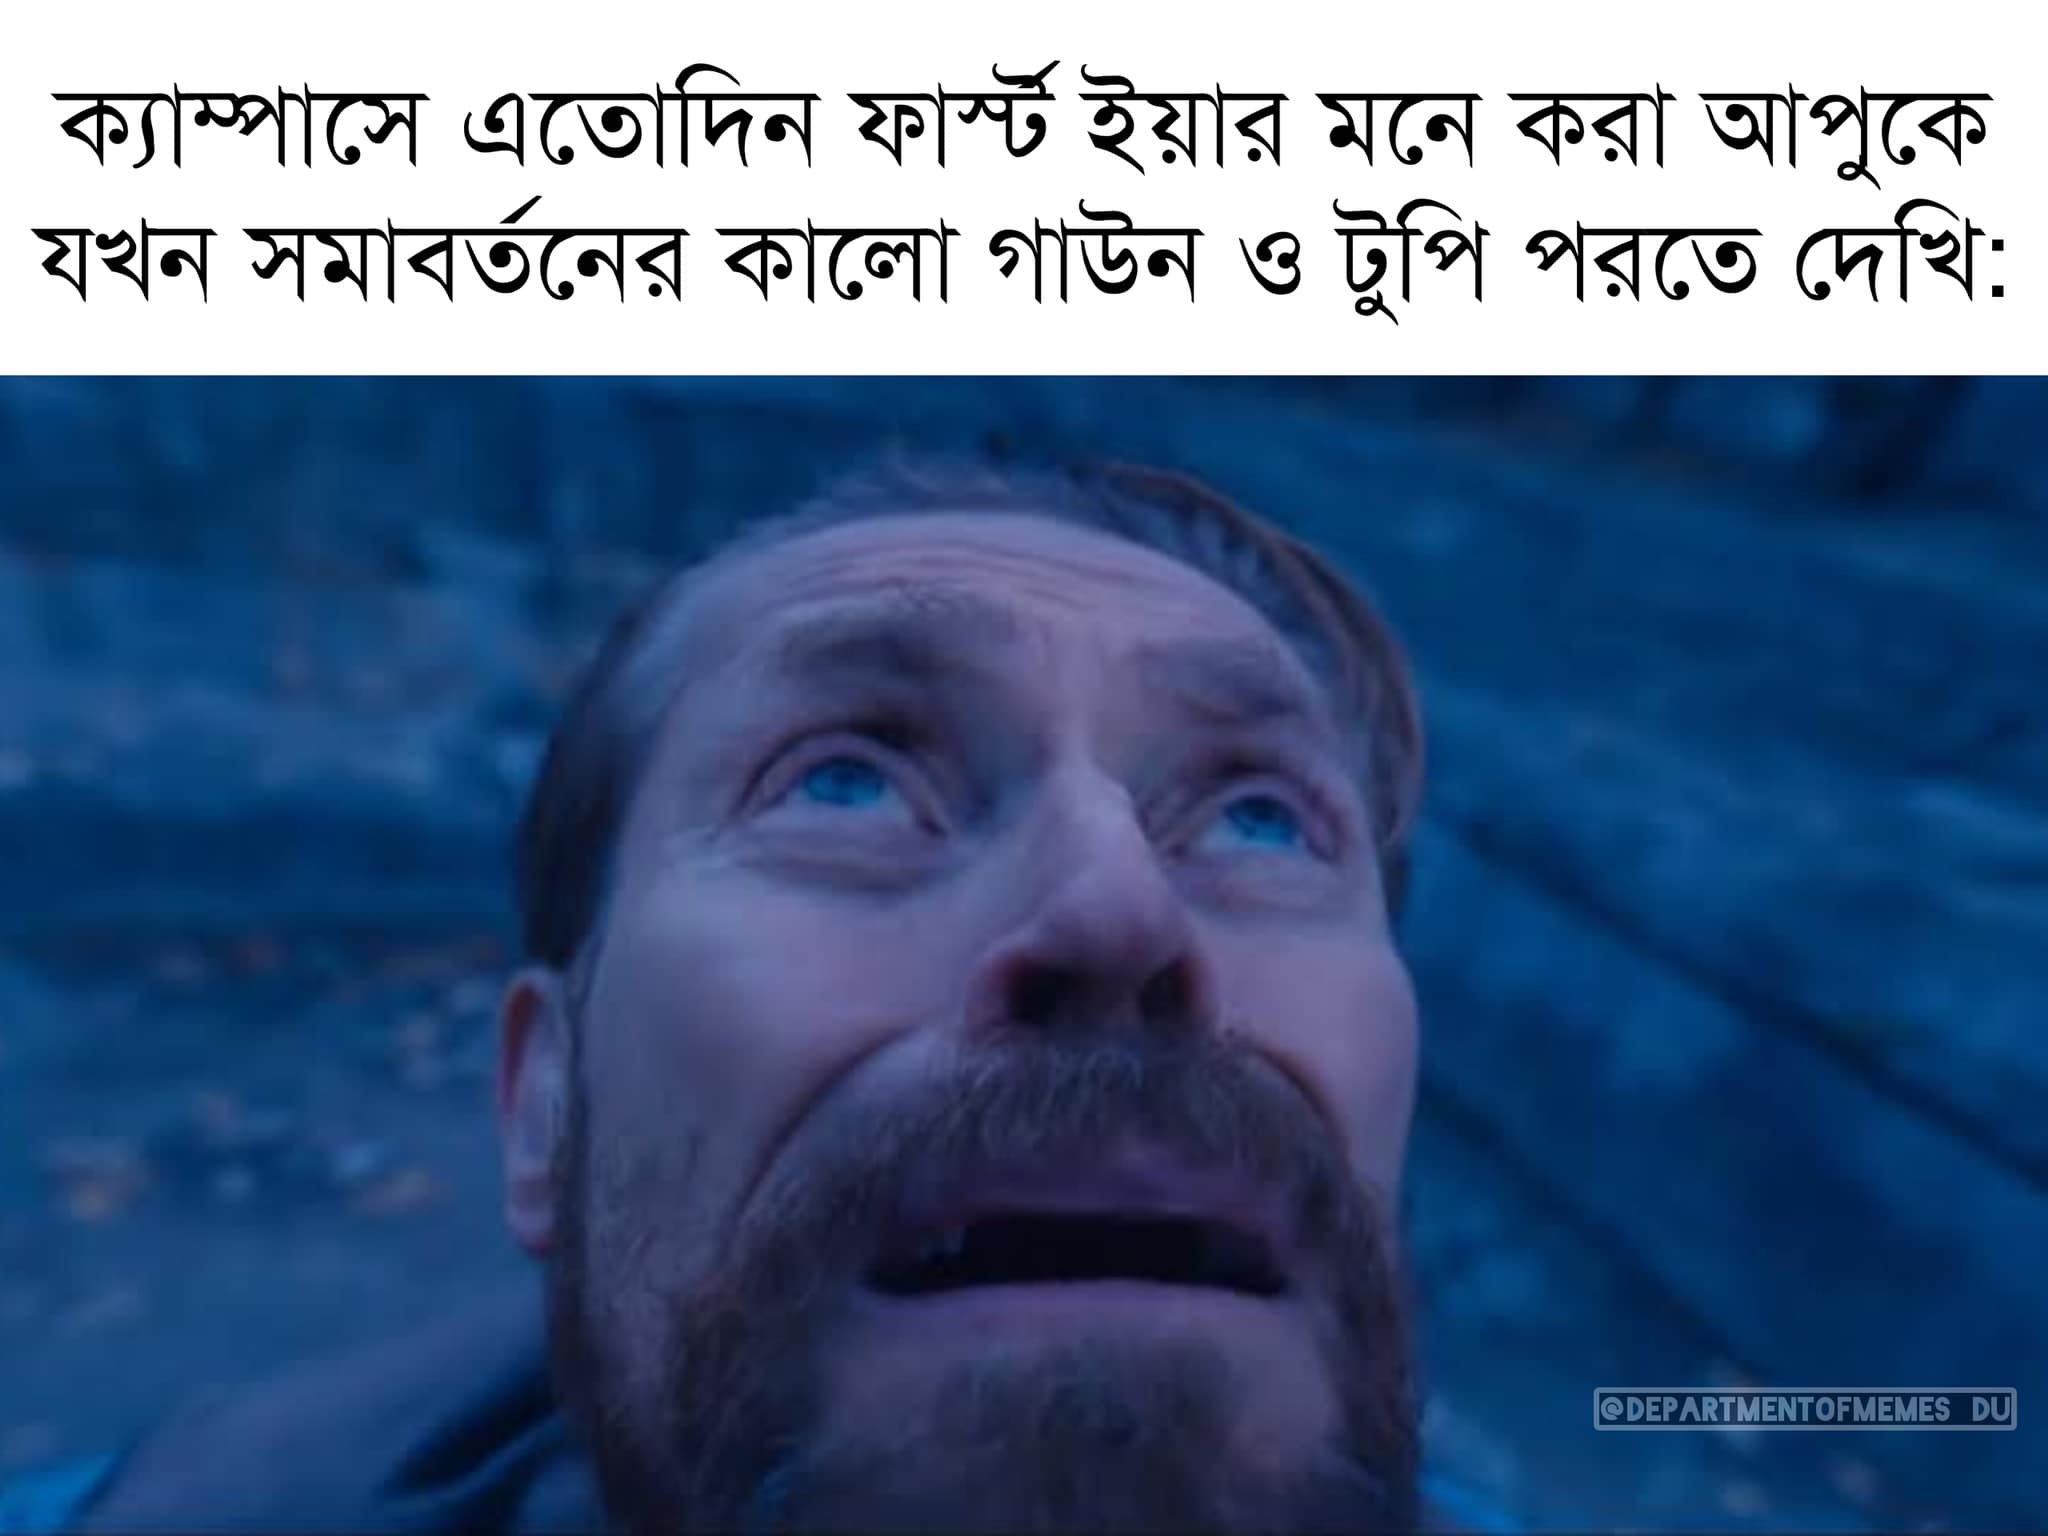 ক্যাম্পাসে এতোদিন ফার্স্ট ইয়ার মনে করা আপুকে
যখন সমাবর্তনের কালো গাউন ও টুপি পরতে দেখি:
@DEPARTMENTOFMEMES_DU